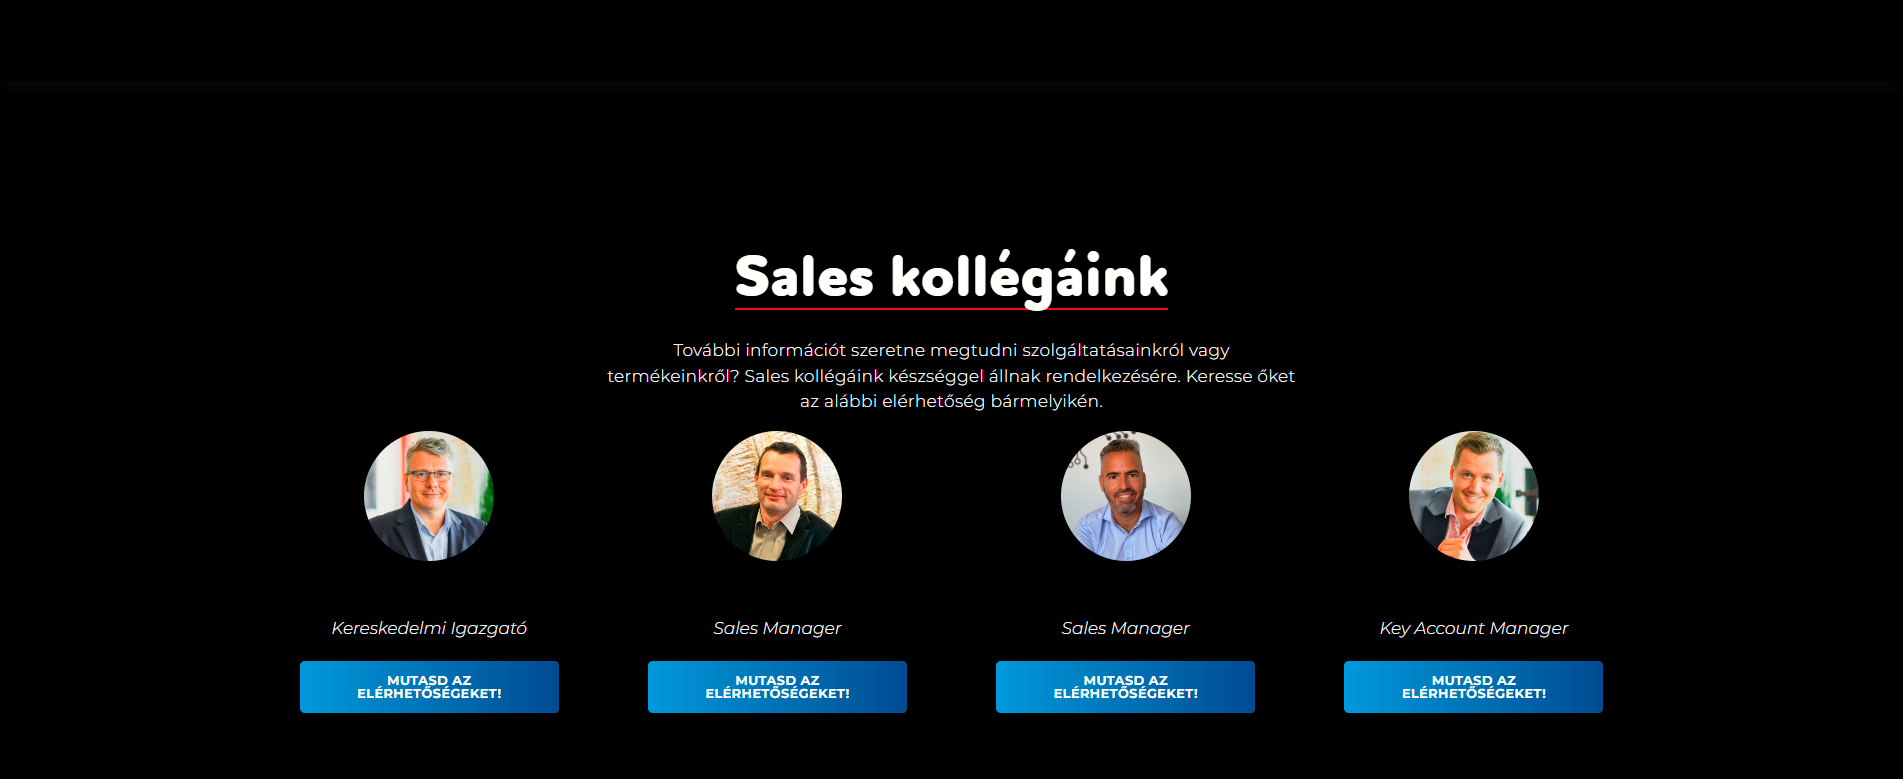 Sales kollégáink
További információt szeretne megtudni szolgáltatásainkról vagy
termékeinkről? Sales kollégáink készséggel állnak rendelkezésére. Keresse őket
az alábbi elérhetőség bármelyikén.
Kereskedelmi Igazgató
MUTASD AZ
ELÉRHETŐSÉGEKET!
Sales Manager
MUTASD AZ
ELÉRHETŐSÉGEKET!
Sales Manager
MUTASD AZ
ELÉRHETŐSÉGEKET!
Key Account Manager
MUTASD AZ
ELÉRHETŐSÉGEKET!